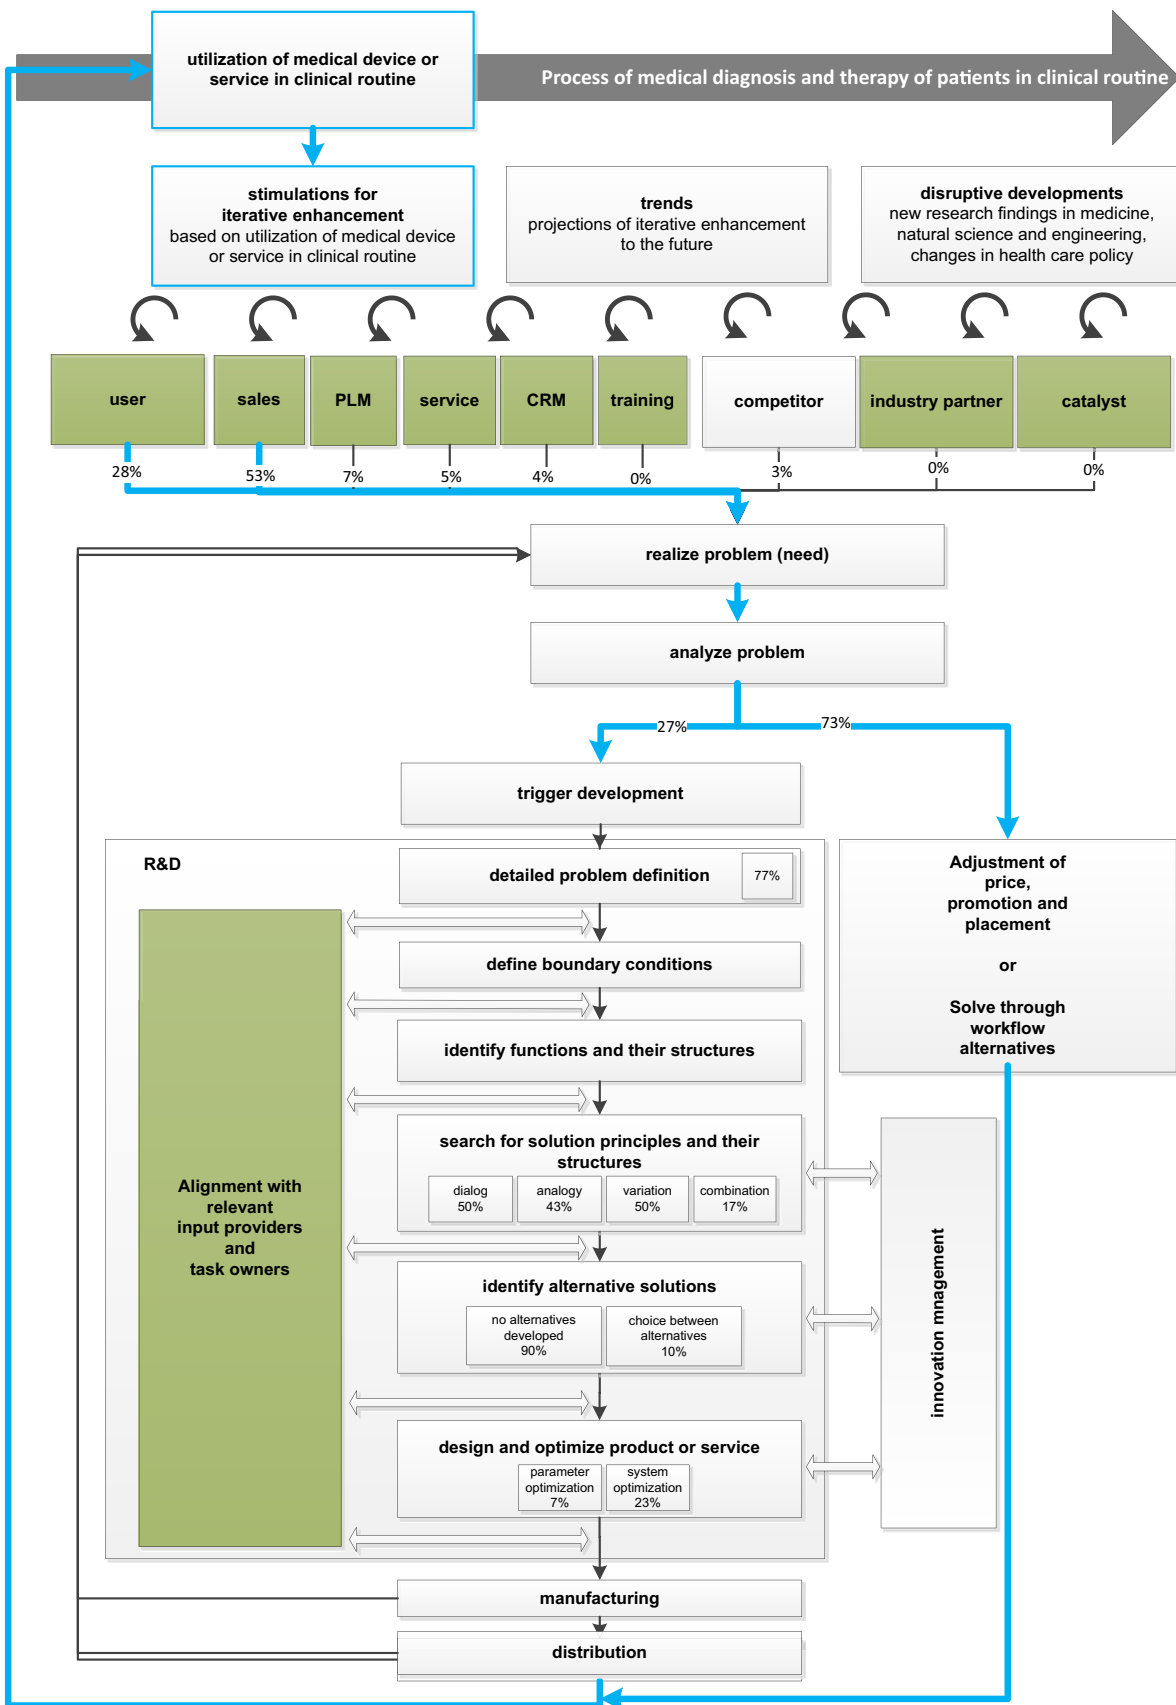 utilization of medical device or
service in clinical routine
Process of medical diagnosis and therapy of patients in clinical routine
stimulations for
iterative enhancement
based on utilization of medical device
or service in clinical routine
trends
projections of iterative enhancement
to the future
disruptive developments
new research findings in medicine,
natural science and engineering,
changes in health care policy
user
sales
PLM
service
CRM
training
competitor
industry partner
catalyst
28%
53%
7%
5%
4%
0%
3%
0%
0%
realize problem (need)
analyze problem
27%
73%
trigger development
R&D
detailed problem definition
77%
Adjustment of
price,
promotion and
placement
or
Solve through
workflow
alternatives
define boundary conditions
identify functions and their structures
search for solution principles and their
structures
dialog
50%
analogy
43%
variation
50%
combination
17%
Alignment with
relevant
input providers
and
task owners
identify alternative solutions
no alternatives
developed
90%
choice between
alternatives
10%
innovation mnagement
design and optimize product or service
parameter
optimization
7%
system
optimization
23%
manufacturing
distribution